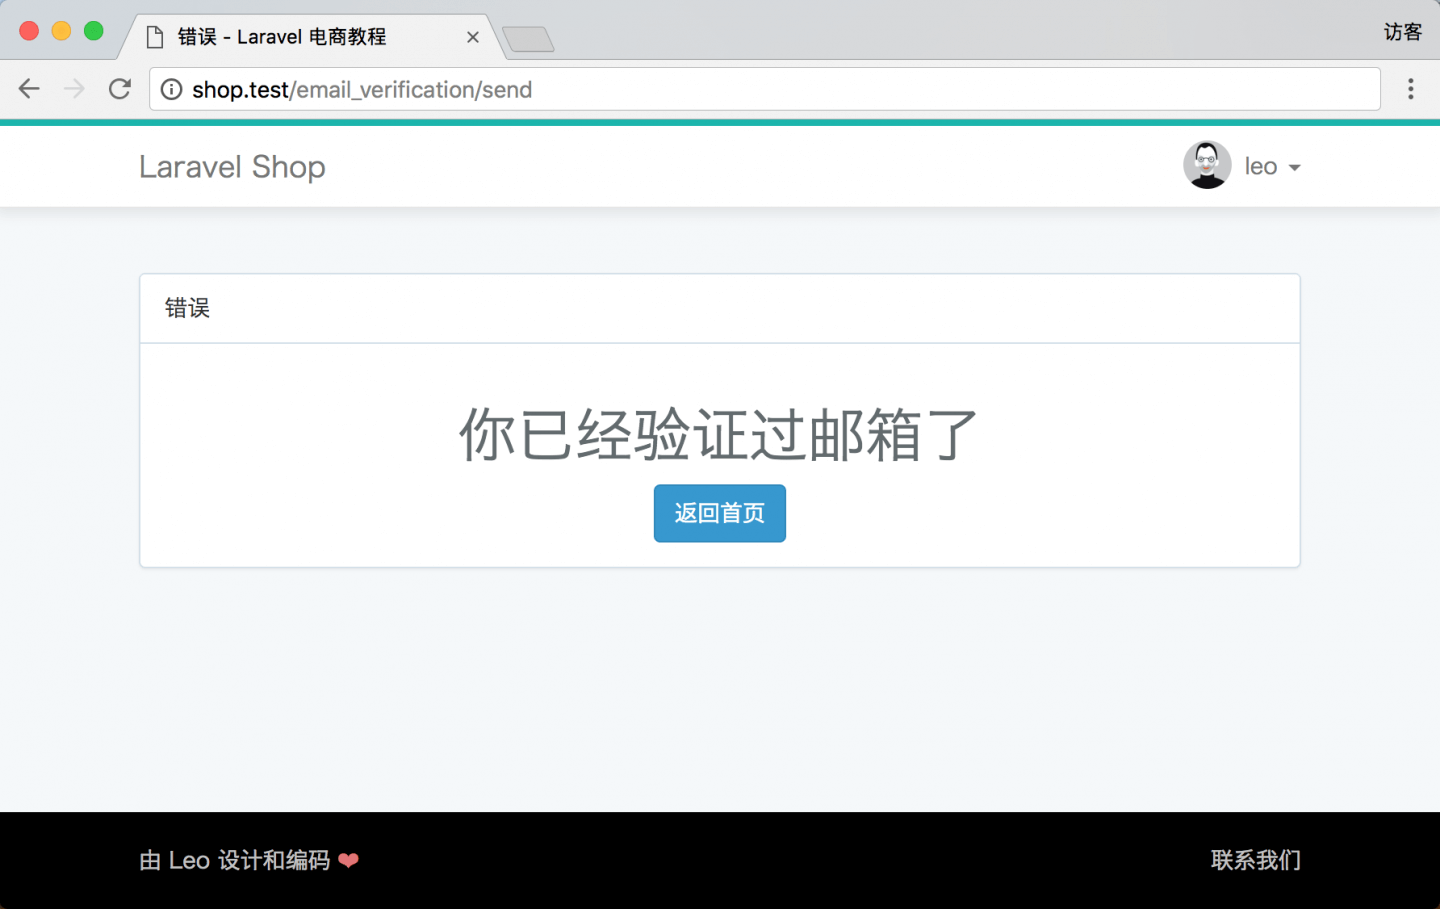 错误 - Laravel 电商教程
访客
shop.test/email_verification/send
Laravel Shop
leo
错误
你已经验证过邮箱了
返回首页
由 Leo 设计和编码 ❤
联系我们